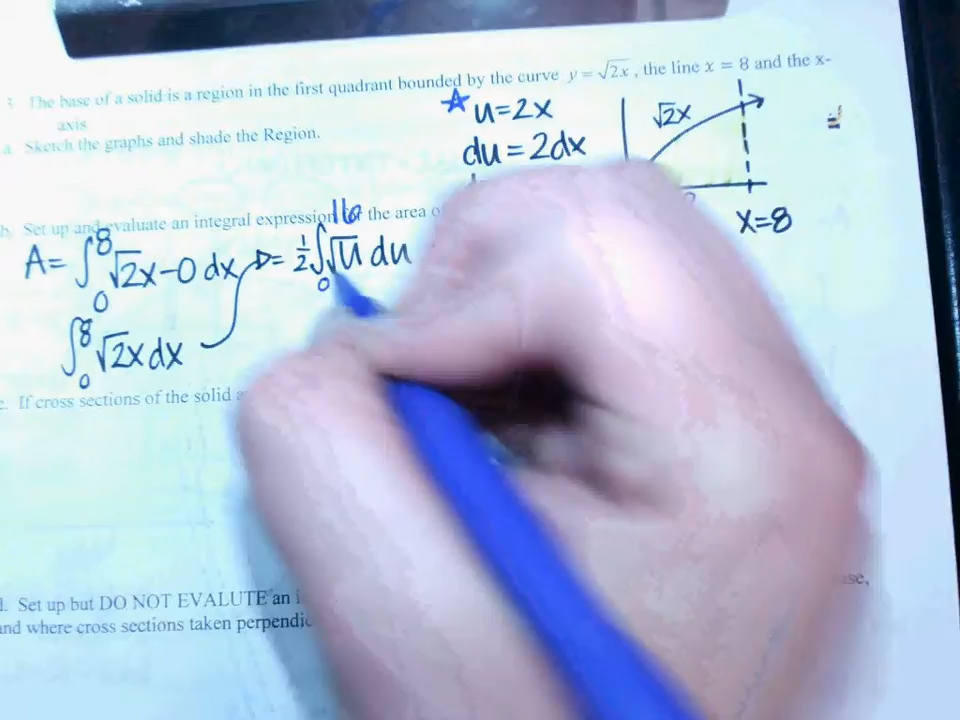 3 The base of a solid is a region in the first quadrant bounded by the curve y = √2x, the line x = 8 and the x-
axis
a. Sketch the graphs and shade the Region.
u=2x
du = 2dx
√2x
x=8
b. Set up and evaluate an integral expression the area o
A= ∫₀⁸ √2x-0 dx = ½∫₀¹⁶ √u du
∫₀⁸ √2x dx
c. If cross sections of the solid a
d. Set up but DO NOT EVALUTE an i
and where cross sections taken perpendic